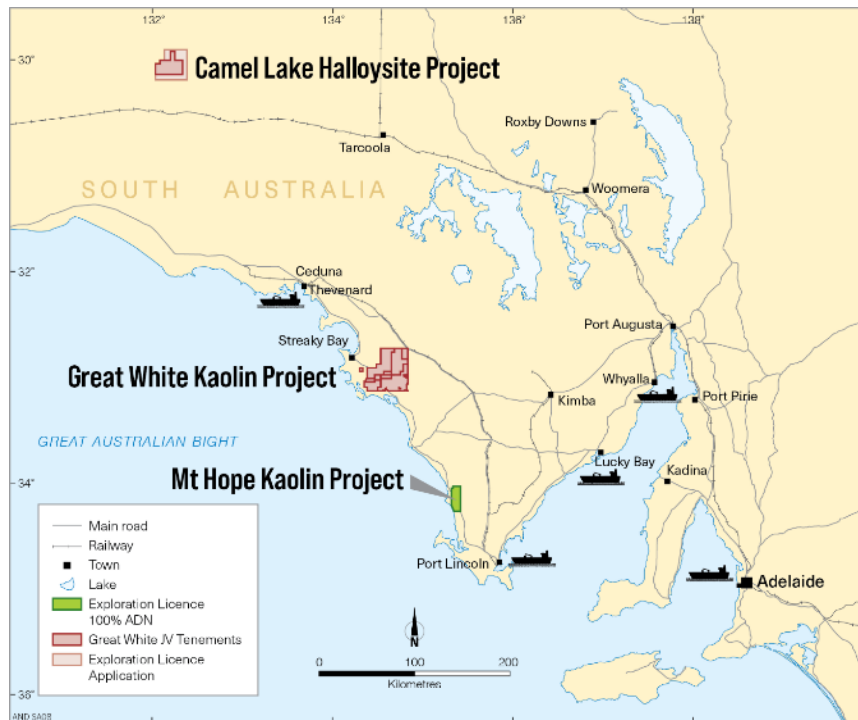 132°
134°
136°
138°
30°
Camel Lake Halloysite Project
Roxby Downs
Tarcoola
Woomera
SOUTH AUSTRALIA
32°
Ceduna
Thevenard
Port Augusta
Streaky Bay
Great White Kaolin Project
Whyalla
Kimba
Port Pirie
GREAT AUSTRALIAN BIGHT
34°
Lucky Bay
Kadina
Mt Hope Kaolin Project
Main road
Railway
Town
Lake
Exploration Licence
100% ADN
Great White JV Tenements
Exploration Licence
Application
Port Lincoln
Adelaide
N
0 100 200
Kilometres
36°